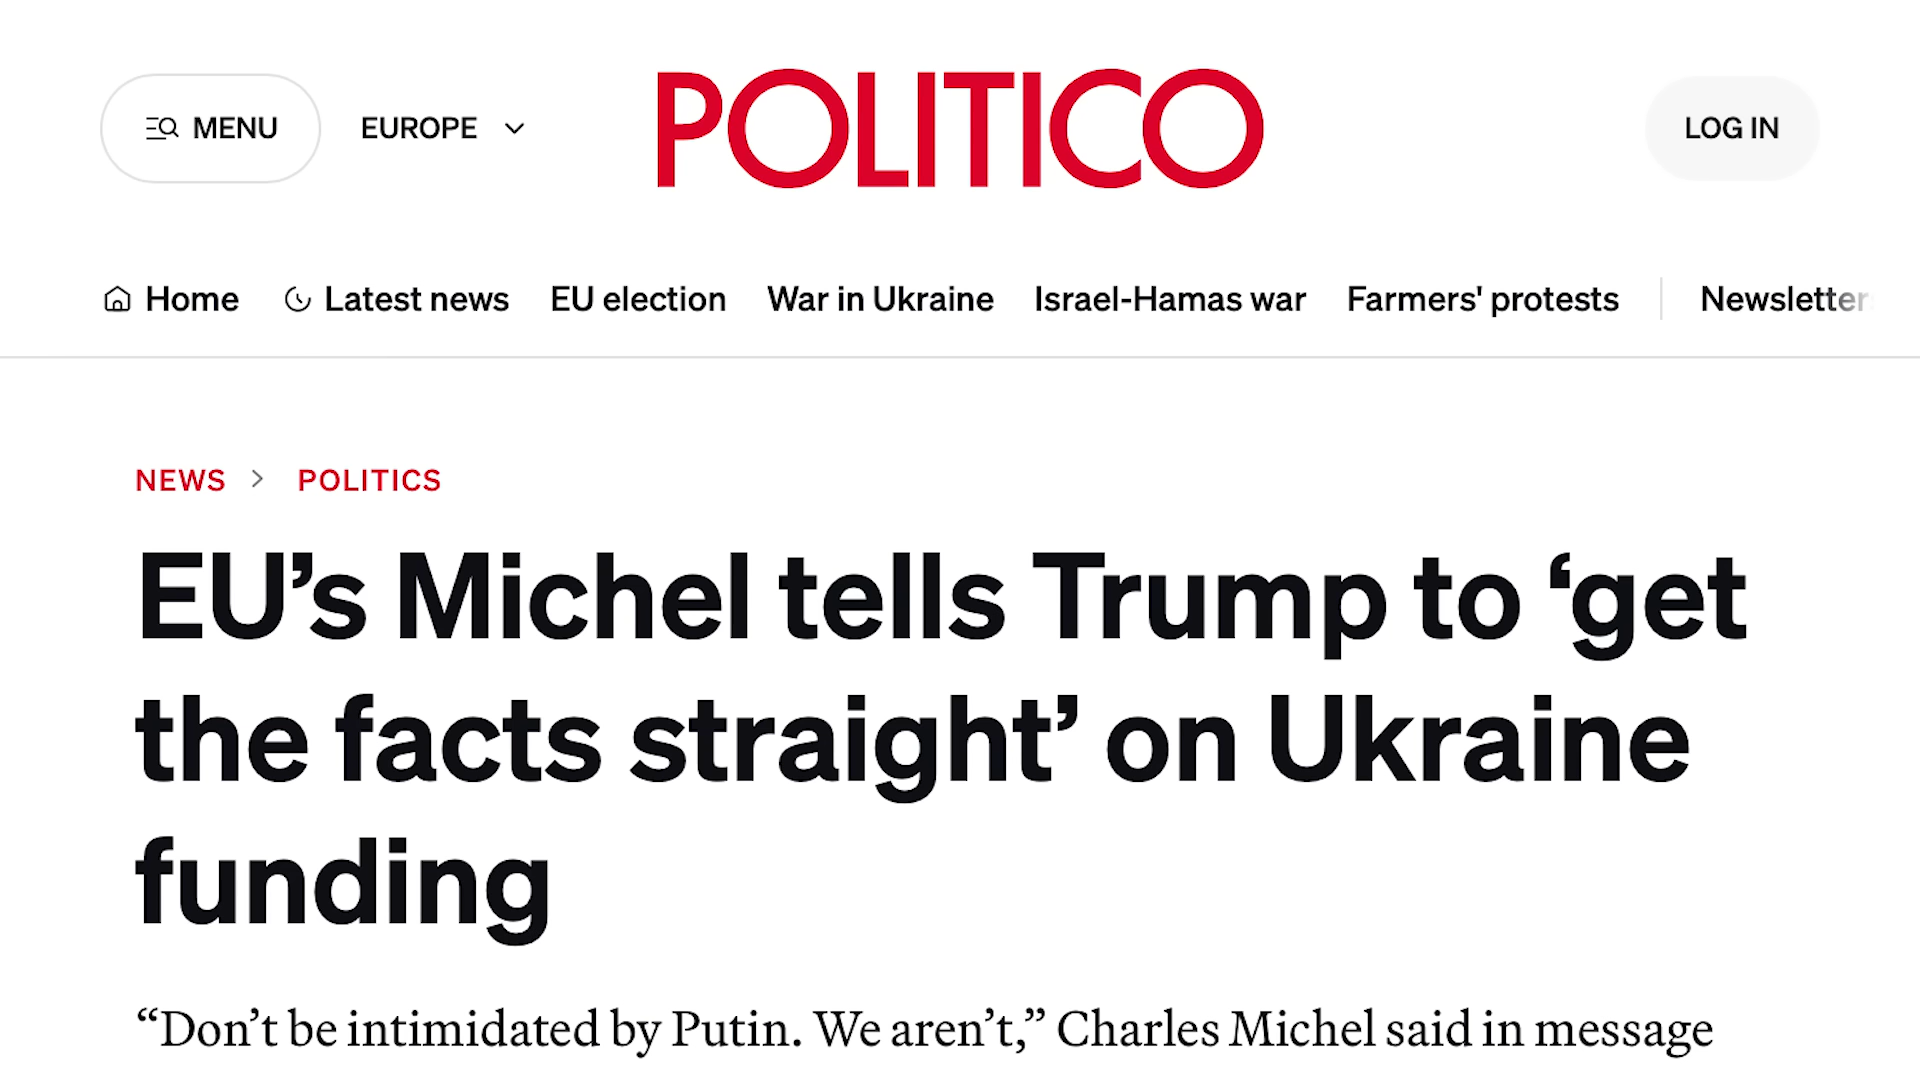 MENU
EUROPE
POLITICO
LOG IN
Home
Latest news
EU election
War in Ukraine
Israel-Hamas war
Farmers' protests
Newsletter
NEWS > POLITICS
EU’s Michel tells Trump to ‘get
the facts straight’ on Ukraine
funding
“Don’t be intimidated by Putin. We aren’t,” Charles Michel said in message